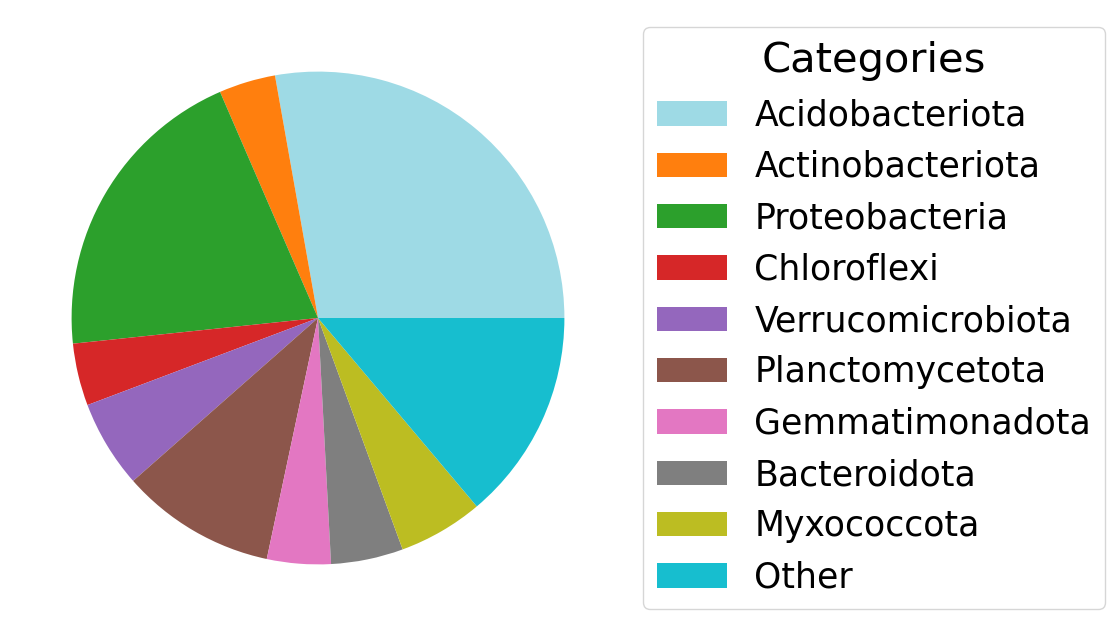 Categories
Acidobacteriota
Actinobacteriota
Proteobacteria
Chloroflexi
Verrucomicrobiota
Planctomycetota
Gemmatimonadota
Bacteroidota
Myxococcota
Other